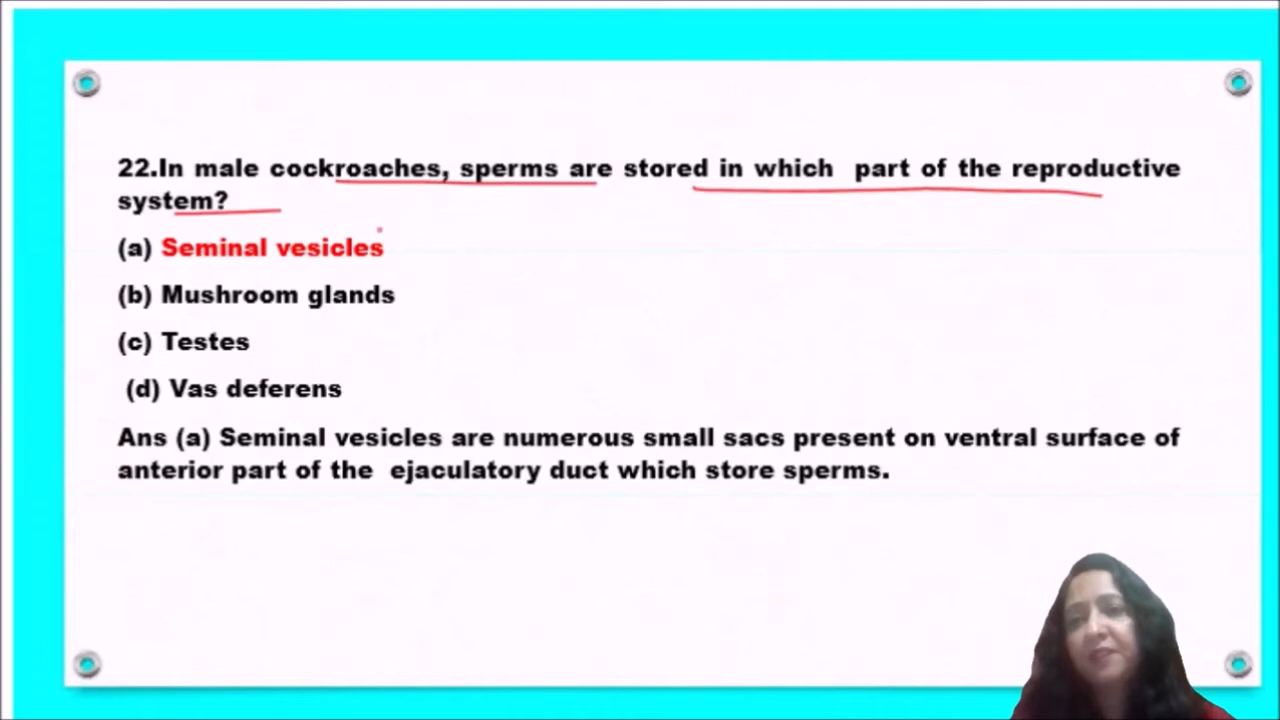 22.In male cockroaches, sperms are stored in which part of the reproductive
system?
(a) Seminal vesicles
(b) Mushroom glands
(c) Testes
(d) Vas deferens
Ans (a) Seminal vesicles are numerous small sacs present on ventral surface of
anterior part of the ejaculatory duct which store sperms.